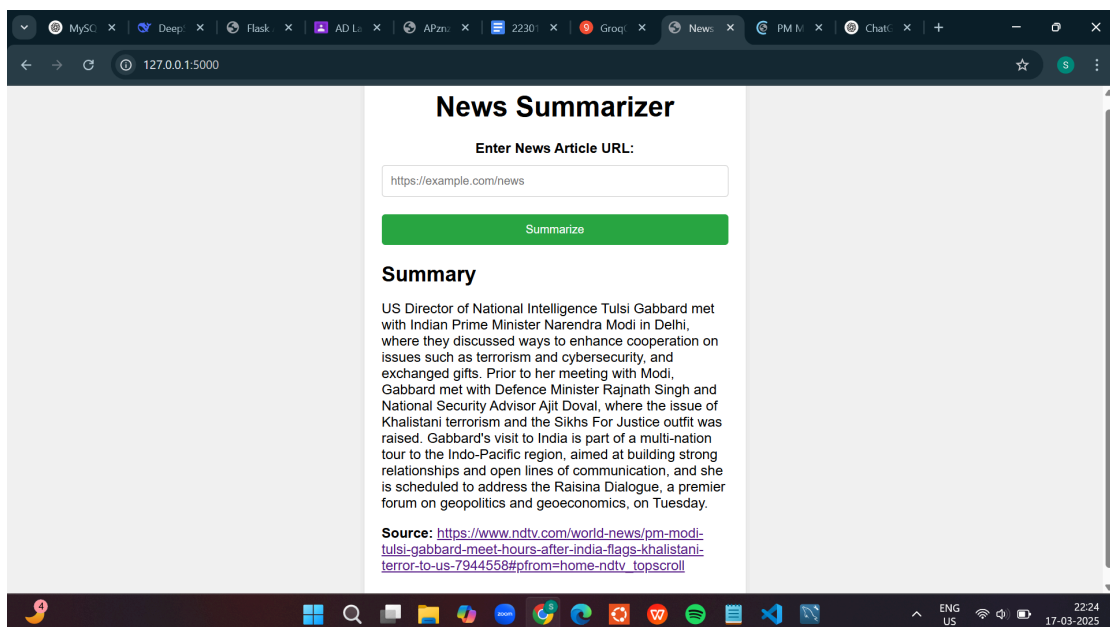 MySQ
Deep
Flask
AD La
APzn
22301
Groq
News
PM M
ChatG
127.0.0.1:5000
S
News Summarizer
Enter News Article URL:
https://example.com/news
Summarize
Summary
US Director of National Intelligence Tulsi Gabbard met
with Indian Prime Minister Narendra Modi in Delhi,
where they discussed ways to enhance cooperation on
issues such as terrorism and cybersecurity, and
exchanged gifts. Prior to her meeting with Modi,
Gabbard met with Defence Minister Rajnath Singh and
National Security Advisor Ajit Doval, where the issue of
Khalistani terrorism and the Sikhs For Justice outfit was
raised. Gabbard's visit to India is part of a multi-nation
tour to the Indo-Pacific region, aimed at building strong
relationships and open lines of communication, and she
is scheduled to address the Raisina Dialogue, a premier
forum on geopolitics and geoeconomics, on Tuesday.
Source: https://www.ndtv.com/world-news/pm-modi-
tulsi-gabbard-meet-hours-after-india-flags-khalistani-
terror-to-us-7944558#pfrom=home-ndtv_topscroll
4
zoom
ENG
US
22:24
17-03-2025